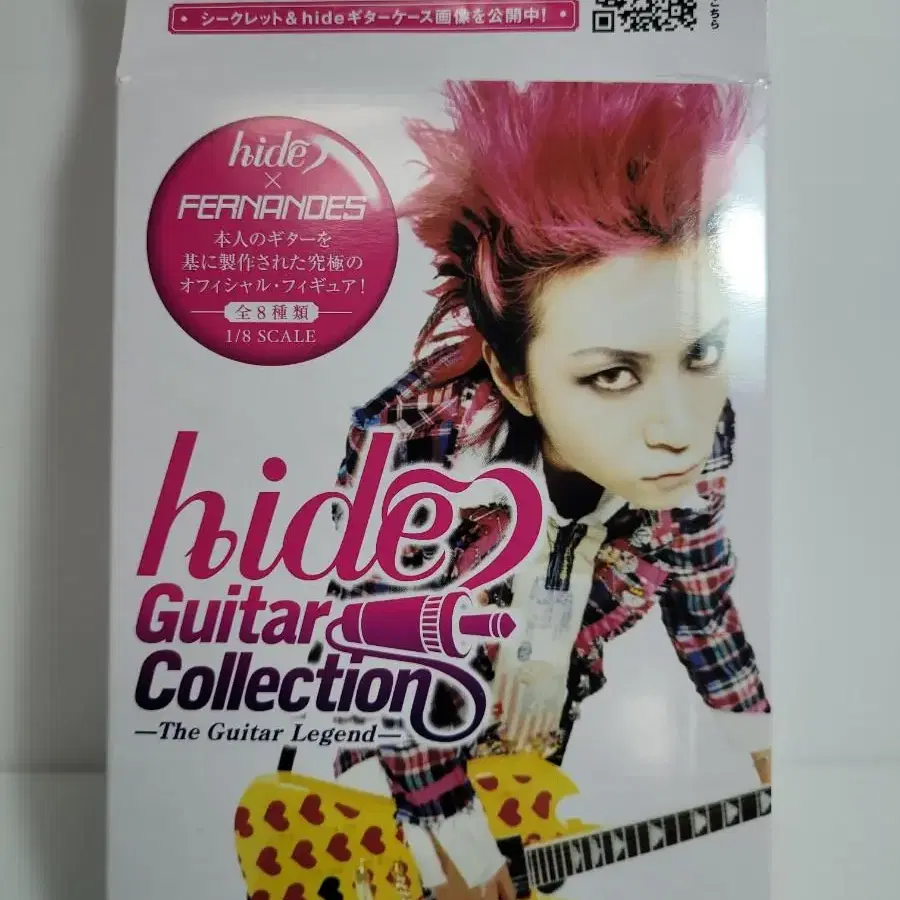 ・シークレット&hideギターケース画像を公開中!・
こちら
hide
×
FERNANDES
本人のギターを
基に製作された究極の
オフィシャル・フィギュア!
全8種類
1/8 SCALE
hide
Guitar
Collection
—The Guitar Legend—